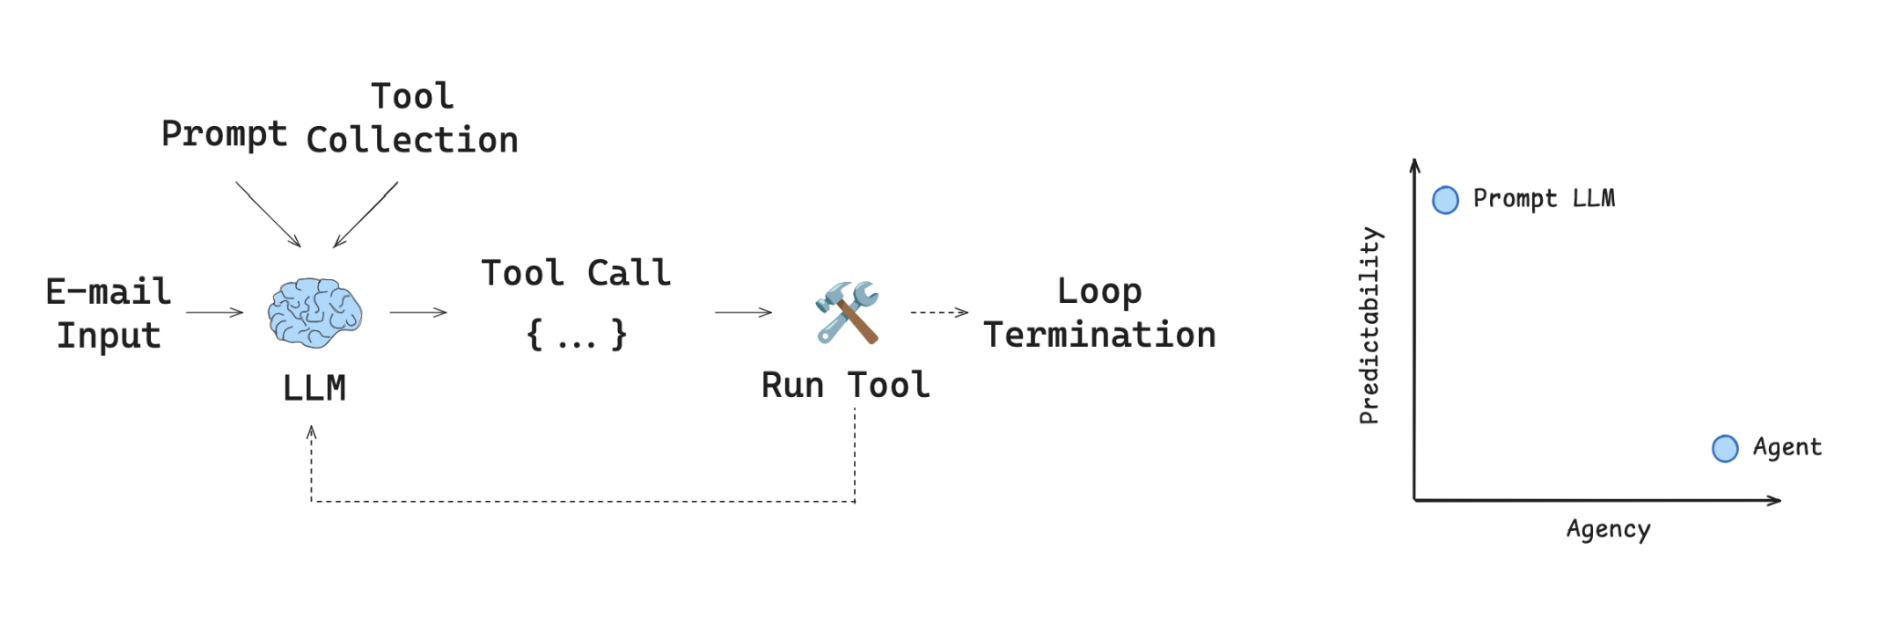 Tool
Prompt Collection
E-mail
Input
LLM
Tool Call
{ ... }
Run Tool
Loop
Termination
Predictability
Prompt LLM
Agent
Agency